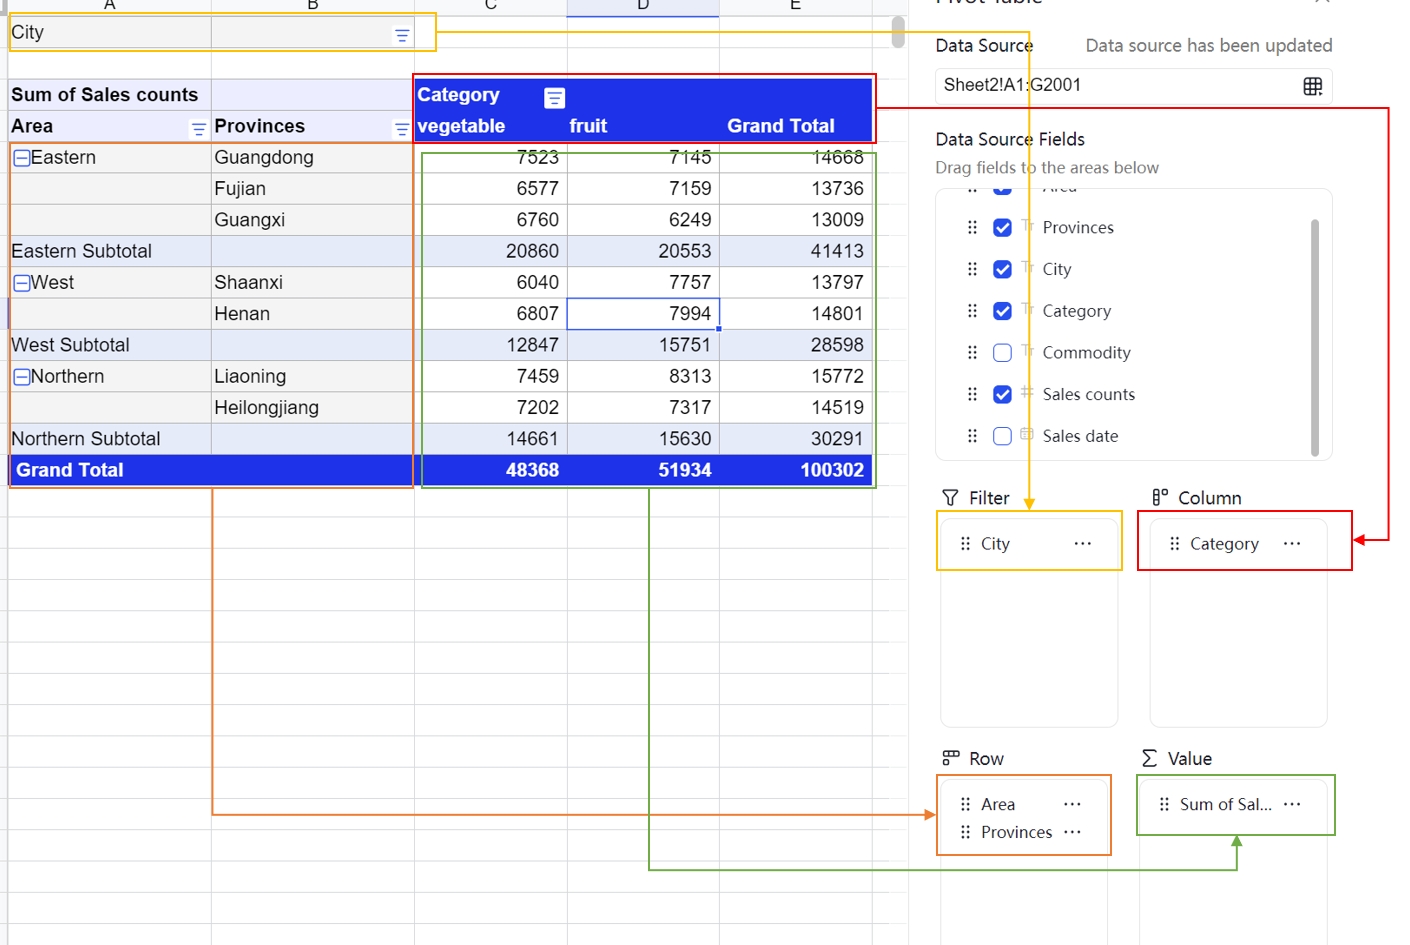 A B C D E
City
Sum of Sales counts Category
Area Provinces vegetable fruit Grand Total
Eastern Guangdong 7523 7145 14668
Fujian 6577 7159 13736
Guangxi 6760 6249 13009
Eastern Subtotal 20860 20553 41413
West Shaanxi 6040 7757 13797
Henan 6807 7994 14801
West Subtotal 12847 15751 28598
Northern Liaoning 7459 8313 15772
Heilongjiang 7202 7317 14519
Northern Subtotal 14661 15630 30291
Grand Total 48368 51934 100302
Pivot Table
Data Source Data source has been updated
Sheet2!A1:G2001
Data Source Fields
Drag fields to the areas below
Area
Provinces
City
Category
Commodity
Sales counts
Sales date
Filter Column
City ... Category ...
Row Value
Area ... Sum of Sal... ...
Provinces ...